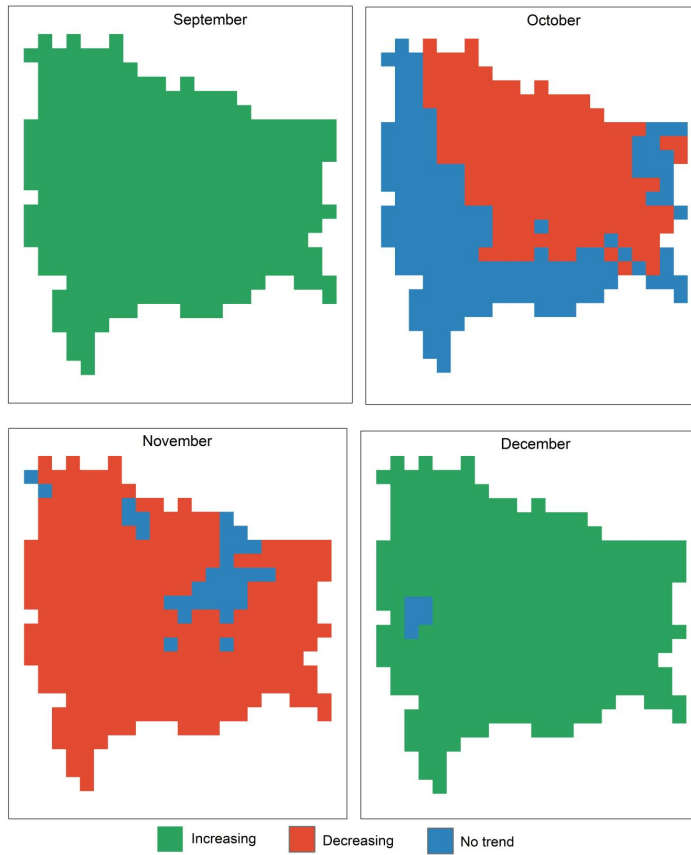 September
October
November
December
Increasing
Decreasing
No trend